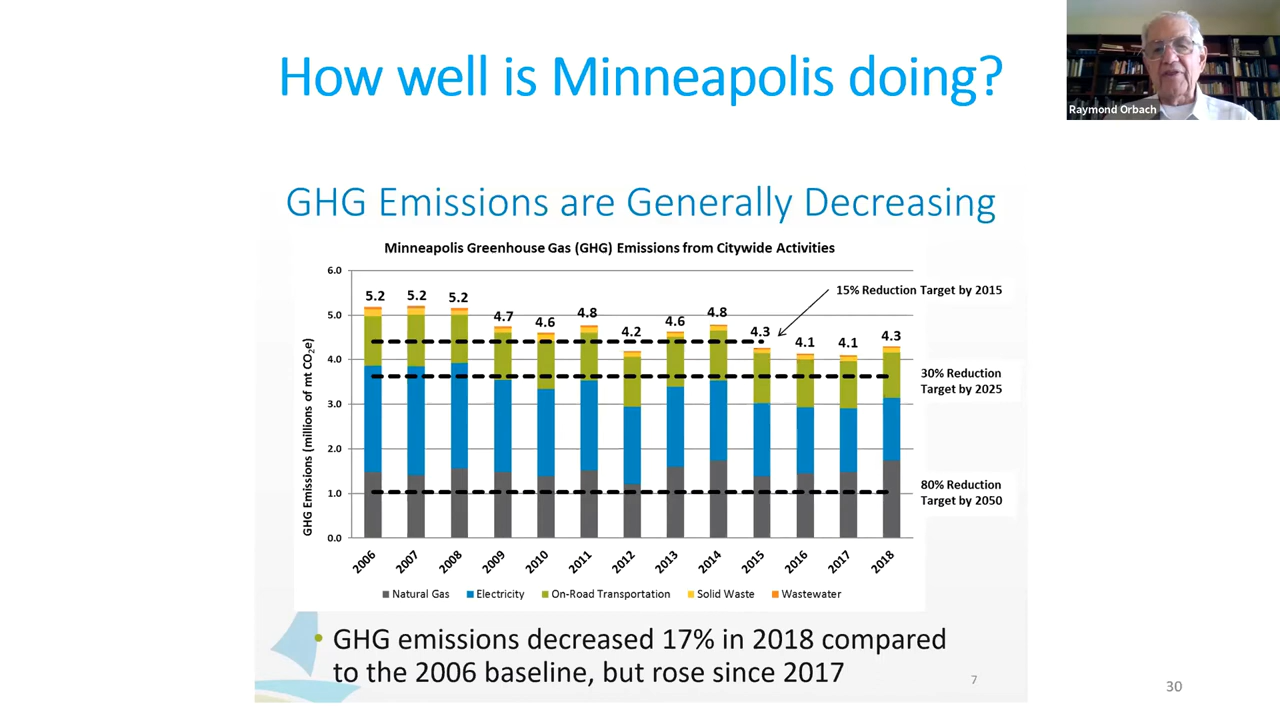 How well is Minneapolis doing?
Raymond Orbach
GHG Emissions are Generally Decreasing
Minneapolis Greenhouse Gas (GHG) Emissions from Citywide Activities
GHG Emissions (millions of mt CO2e)
6.0
5.0
4.0
3.0
2.0
1.0
0.0
5.2
5.2
5.2
4.7
4.6
4.8
4.2
4.6
4.8
4.3
4.1
4.1
4.3
15% Reduction Target by 2015
30% Reduction
Target by 2025
80% Reduction
Target by 2050
2006
2007
2008
2009
2010
2011
2012
2013
2014
2015
2016
2017
2018
Natural Gas
Electricity
On-Road Transportation
Solid Waste
Wastewater
• GHG emissions decreased 17% in 2018 compared
to the 2006 baseline, but rose since 2017
7
30